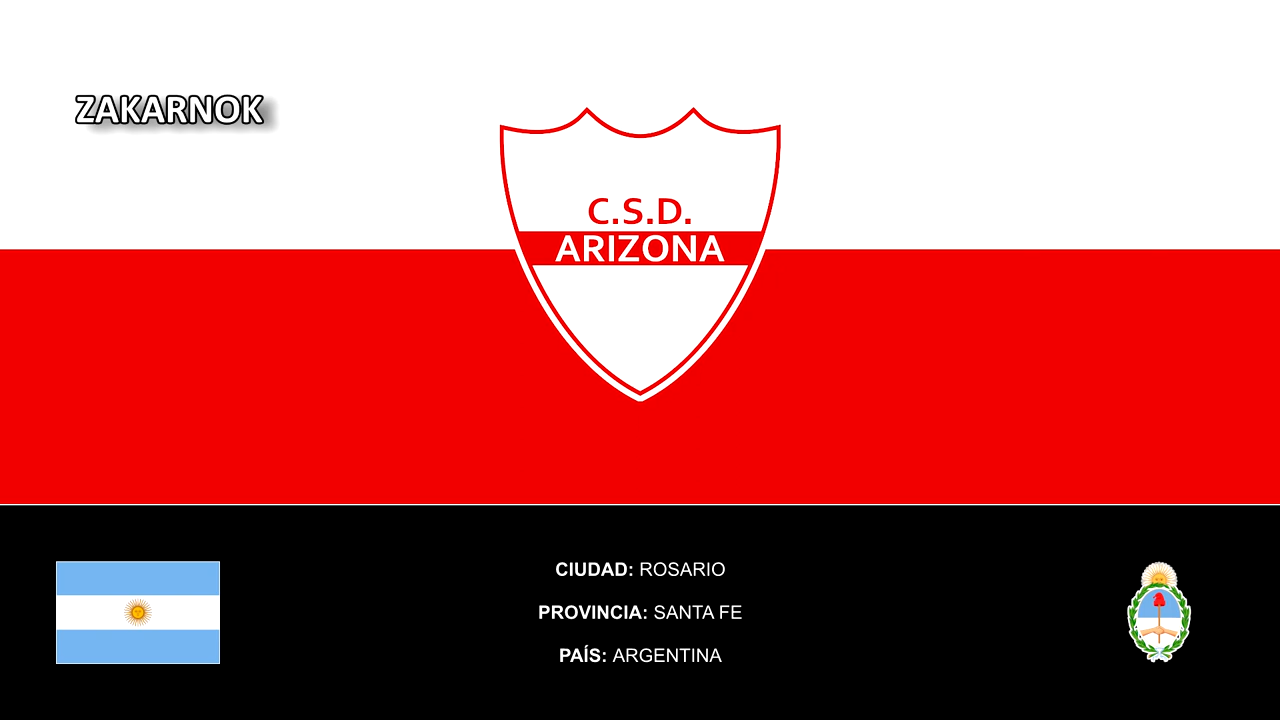 ZAKARNOK
C.S.D.
ARIZONA
CIUDAD: ROSARIO
PROVINCIA: SANTA FE
PAÍS: ARGENTINA